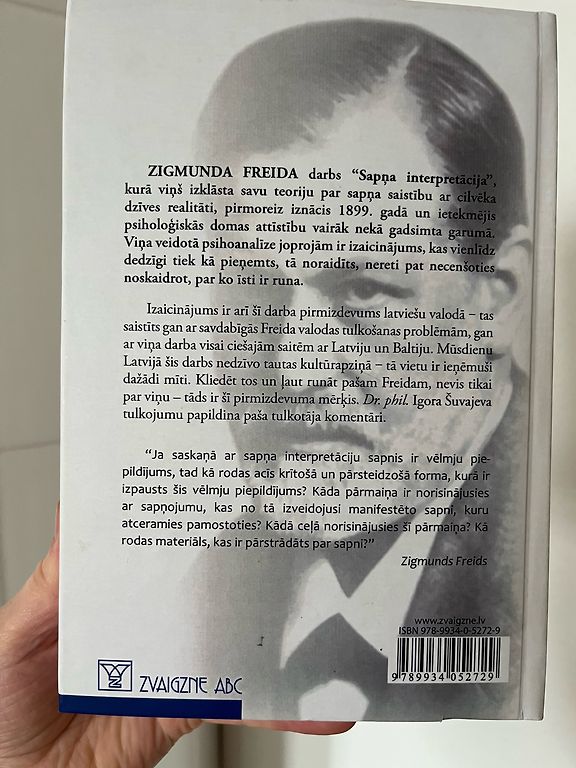 ZIGMUNDA FREIDA darbs “Sapņa interpretācija”,
kurā viņš izklāsta savu teoriju par sapņa saistību ar cilvēka
dzīves realitāti, pirmoreiz iznācis 1899. gadā un ietekmējis
psiholoģiskās domas attīstību vairāk nekā gadsimta garumā.
Viņa veidotā psihoanalīze joprojām ir izaicinājums, kas vienlīdz
dedzīgi tiek kā pieņemts, tā noraidīts, nereti pat necenšoties
noskaidrot, par ko īsti ir runa.
Izaicinājums ir arī šī darba pirmizdevums latviešu valodā – tas
saistīts gan ar savdabīgās Freida valodas tulkošanas problēmām, gan
ar viņa darba visai ciešajām saitēm ar Latviju un Baltiju. Mūsdienu
Latvijā šis darbs nedzīvo tautas kultūrapziņā – tā vietu ir ieņēmuši
dažādi mīti. Kliedēt tos un ļaut runāt pašam Freidam, nevis tikai
par viņu – tāds ir šī pirmizdevuma mērķis. Dr. phil. Igora Šuvajeva
tulkojumu papildina paša tulkotāja komentāri.
“Ja saskaņā ar sapņa interpretāciju sapnis ir vēlmju pie-
pildījums, tad kā rodas acīs krītošā un pārsteidzošā forma, kurā ir
izpausts šis vēlmju piepildījums? Kāda pārmaiņa ir norisinājusies
ar sapņojumu, kas no tā izveidojusi manifestēto sapni, kuru
atceramies pamostoties? Kādā ceļā norisinājusies šī pārmaiņa? Kā
rodas materiāls, kas ir pārstrādāts par sapni?”
Zigmunds Freids
www.zvaigzne.lv
ISBN 978-9934-0-5272-9
9 789934 052729
ZVAIGZNE ABC